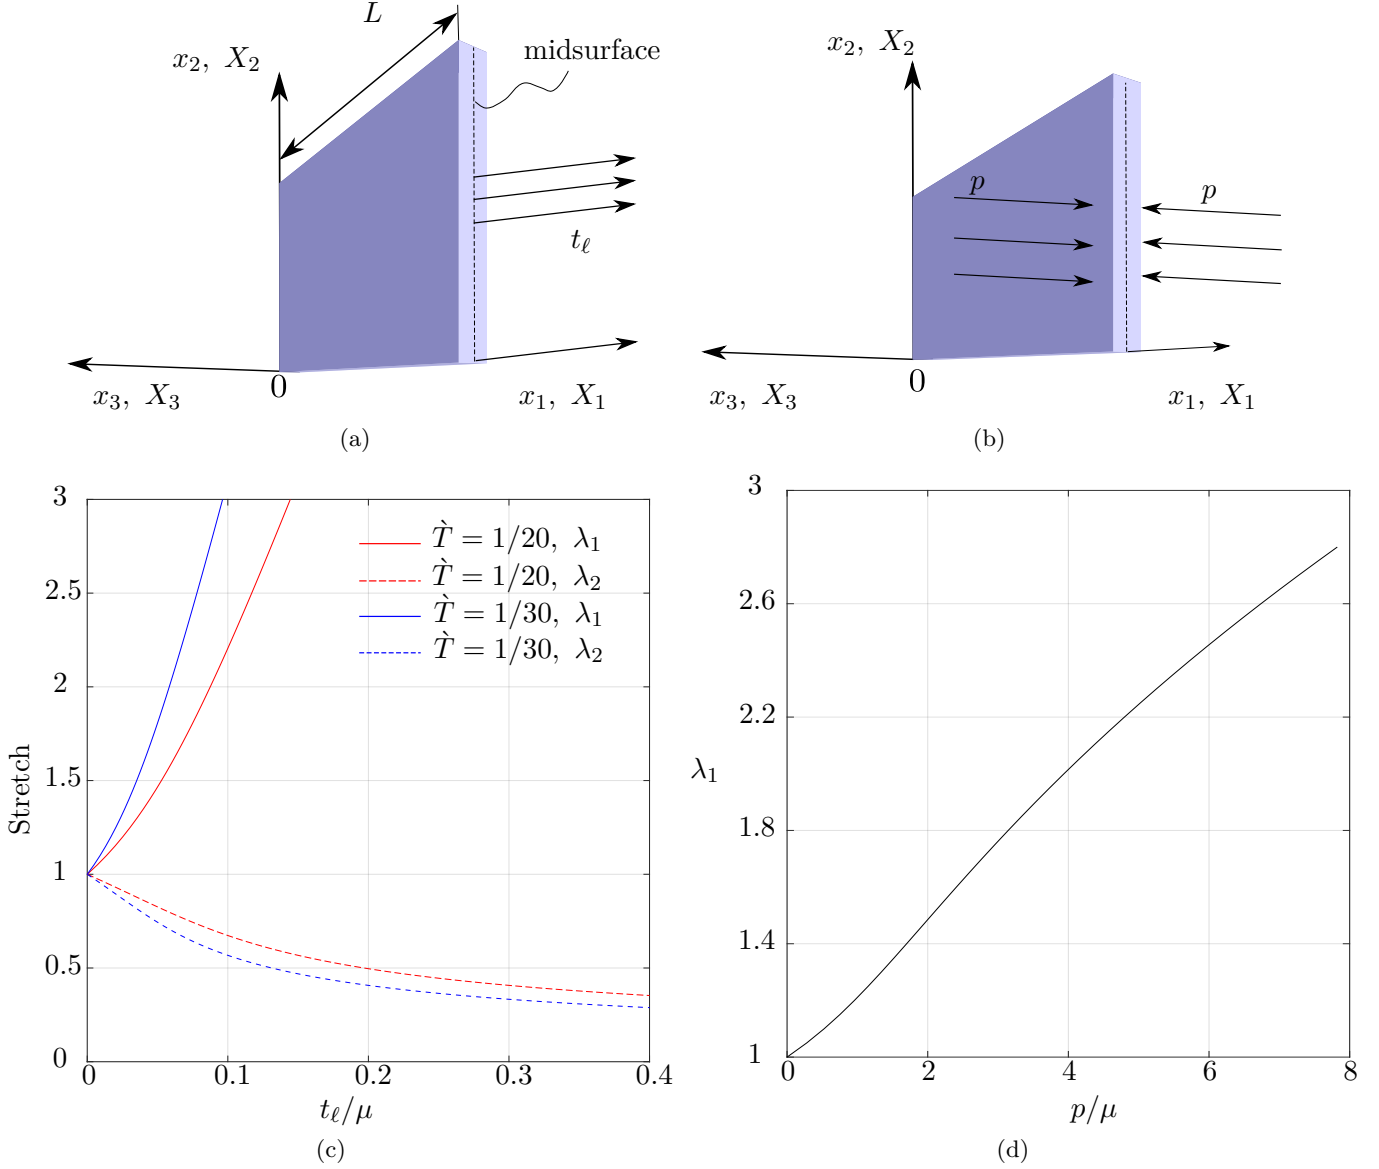 L
x₂, X₂
midsurface
t_ℓ
0
x₃, X₃
x₁, X₁
(a)
x₂, X₂
p
p
0
x₃, X₃
x₁, X₁
(b)
3
2.5
2
1.5
1
0.5
0
Stretch
T̀ = 1/20, λ₁
T̀ = 1/20, λ₂
T̀ = 1/30, λ₁
T̀ = 1/30, λ₂
0 0.1 0.2 0.3 0.4
t_ℓ/μ
(c)
3
2.6
2.2
1.8
1.4
1
λ₁
0 2 4 6 8
p/μ
(d)